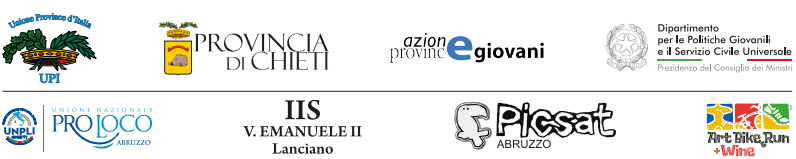 Unione Province d'Italia
UPI
PROVINCIA
DI CHIETI
azion
provinc e giovani
Dipartimento
per le Politiche Giovanili
e il Servizio Civile Universale
Presidenza del Consiglio dei Ministri
UNPLI
UNIONE NAZIONALE
PRO LOCO
ABRUZZO
IIS
V. EMANUELE II
Lanciano
Picsat
ABRUZZO
Art Bike Run
+Wine